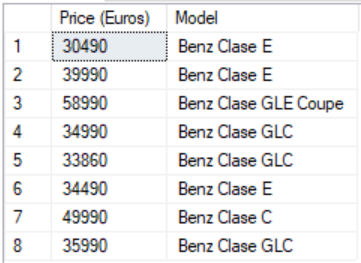 Price (Euros) Model
1 30490 Benz Clase E
2 39990 Benz Clase E
3 58990 Benz Clase GLE Coupe
4 34990 Benz Clase GLC
5 33860 Benz Clase GLC
6 34490 Benz Clase E
7 49990 Benz Clase C
8 35990 Benz Clase GLC